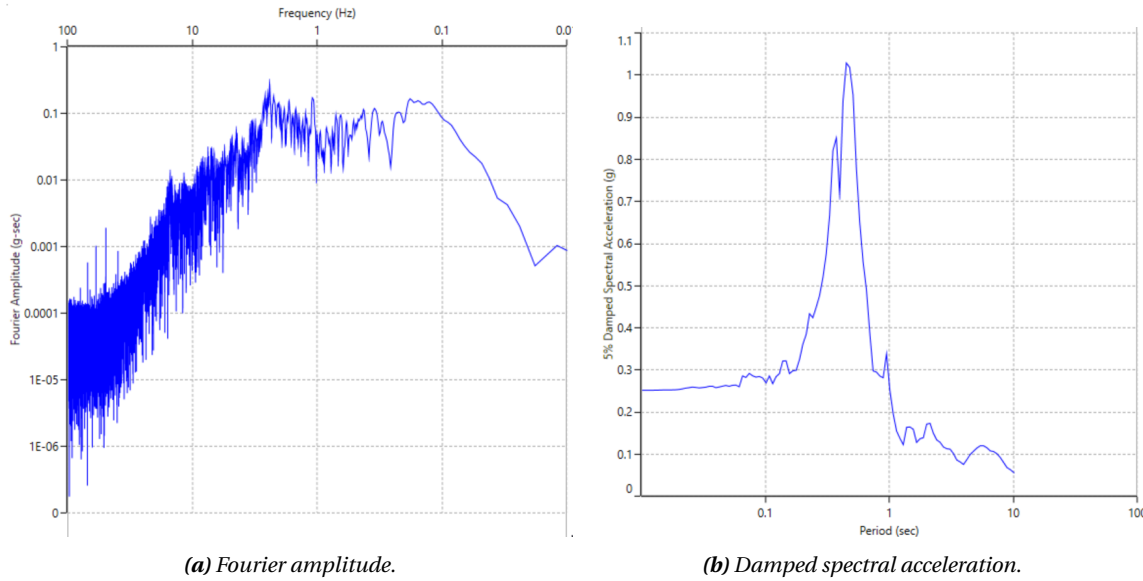 Frequency (Hz)
100 10 1 0.1 0.0
1
0.1
0.01
0.001
0.0001
1E-05
1E-06
0
Fourier Amplitude (g-sec)
(a) Fourier amplitude.
1.1
1
0.9
0.8
0.7
0.6
0.5
0.4
0.3
0.2
0.1
0
5% Damped Spectral Acceleration (g)
0.1 1 10 100
Period (sec)
(b) Damped spectral acceleration.